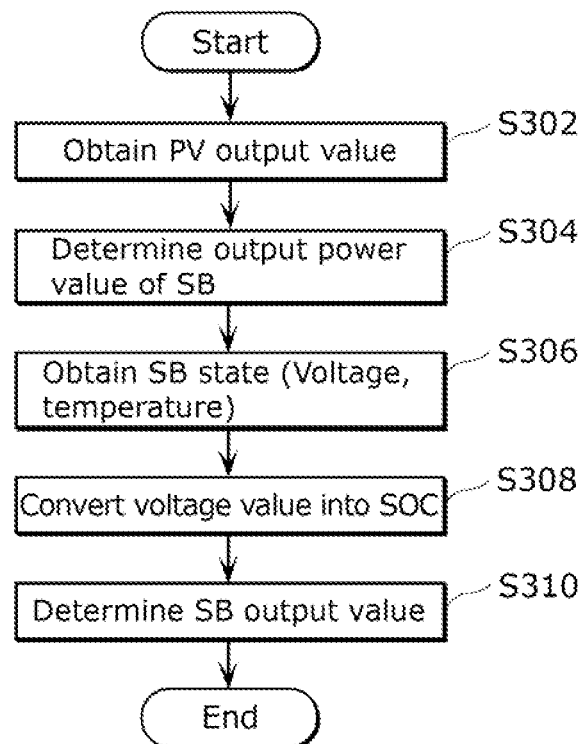 Start
Obtain PV output value
S302
Determine output power
value of SB
S304
Obtain SB state (Voltage,
temperature)
S306
Convert voltage value into SOC
S308
Determine SB output value
S310
End